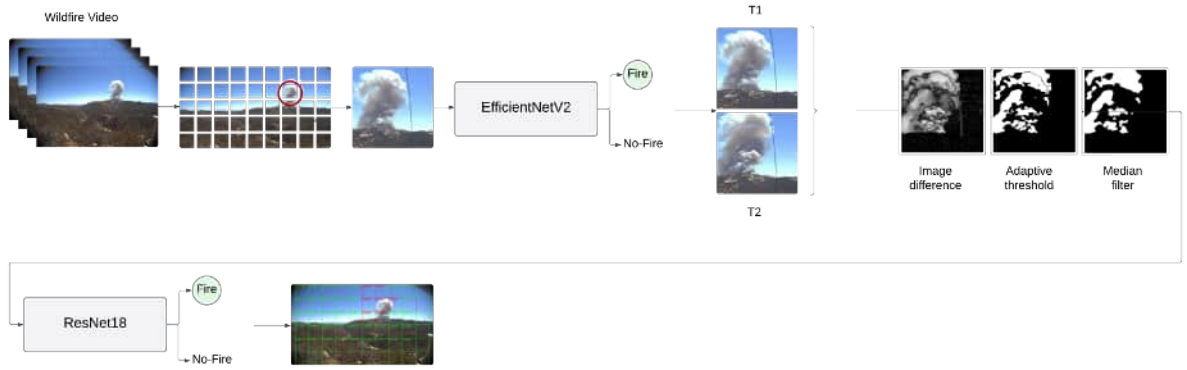 Wildfire Video
T1
Fire
EfficientNetV2
No-Fire
T2
Image
difference
Adaptive
threshold
Median
filter
Fire
ResNet18
No-Fire